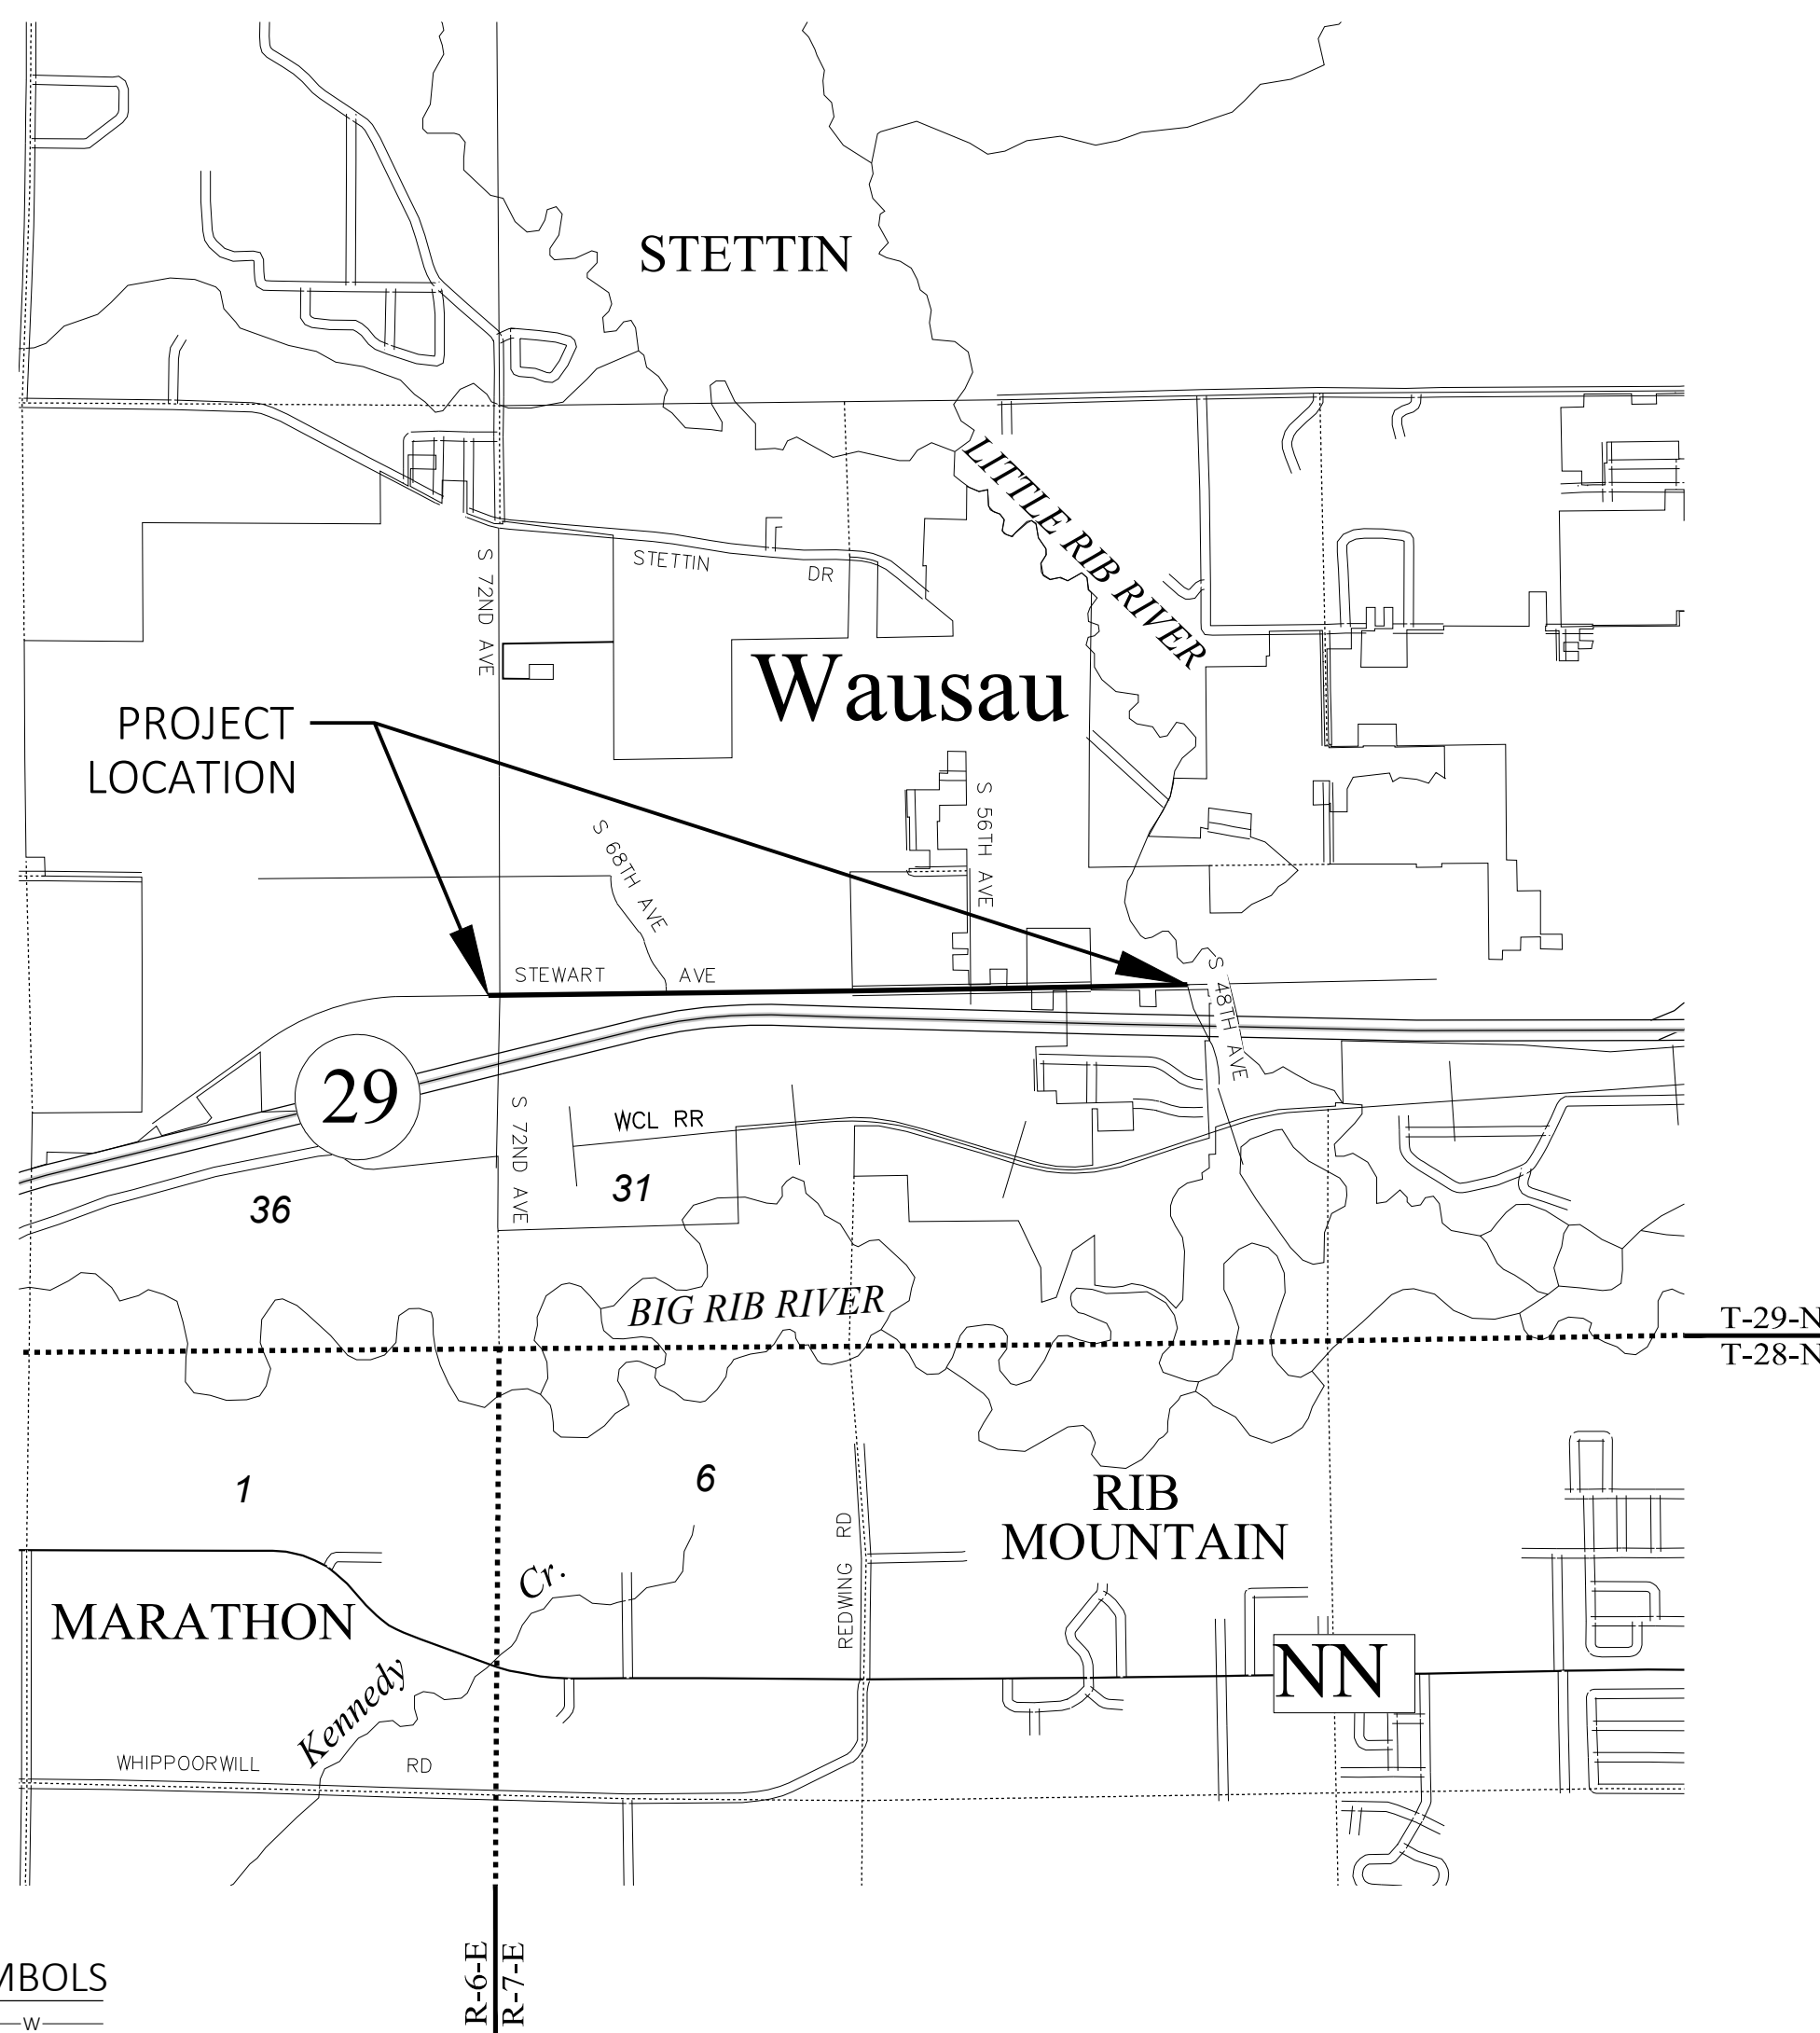 STETTIN
LITTLE RIB RIVER
STETTIN DR
S 72ND AVE
Wausau
PROJECT
LOCATION
S 56TH AVE
S 68TH AVE
STEWART AVE
S 48TH AVE
29
S 72ND AVE
WCL RR
31
36
BIG RIB RIVER
T-29-N
T-28-N
1
6
RIB
MOUNTAIN
REDWING RD
MARATHON
Kennedy Cr.
NN
WHIPPOORWILL RD
R-6-E
R-7-E
MBOLS
W